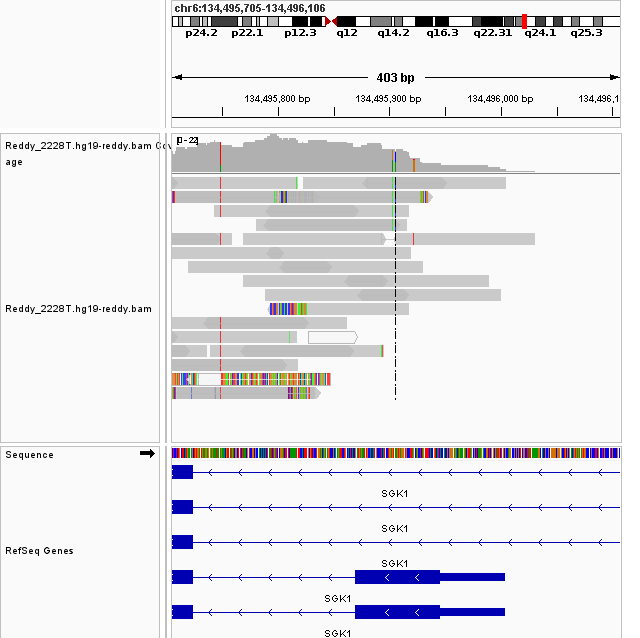 chr6:134,495,705-134,496,106
p24.2 p22.1 p12.3 q12 q14.2 q16.3 q22.31 q24.1 q25.3
403 bp
134,495,800 bp 134,495,900 bp 134,496,000 bp 134,496,1
Reddy_2228T.hg19-reddy.bam Cov
age
[0-22]
Reddy_2228T.hg19-reddy.bam
Sequence
SGK1
SGK1
SGK1
RefSeq Genes
SGK1
SGK1
SGK1